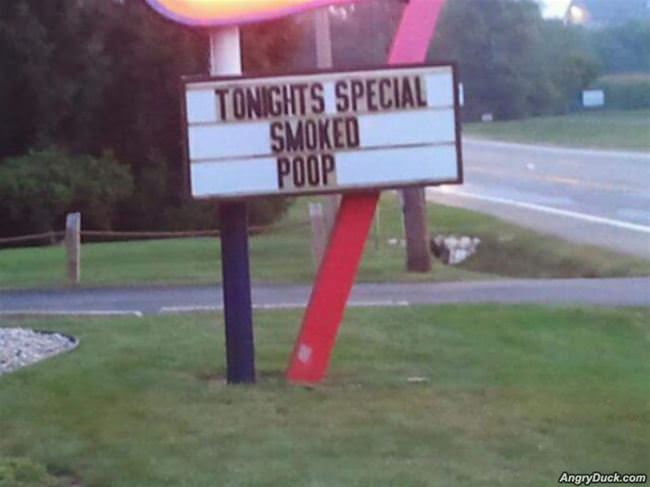 TONIGHTS SPECIAL
SMOKED
POOP
AngryDuck.com